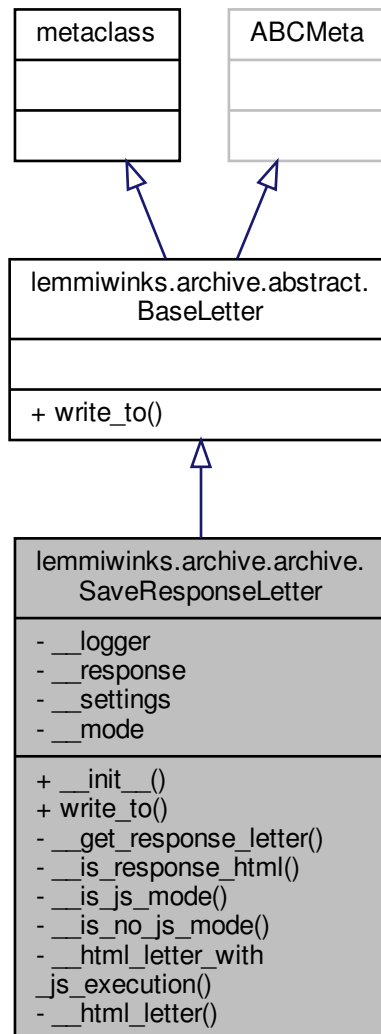 metaclass
ABCMeta
lemmiwinks.archive.abstract.
BaseLetter
+ write_to()
lemmiwinks.archive.archive.
SaveResponseLetter
- __logger
- __response
- __settings
- __mode
+ __init__()
+ write_to()
- __get_response_letter()
- __is_response_html()
- __is_js_mode()
- __is_no_js_mode()
- __html_letter_with
_js_execution()
- __html_letter()